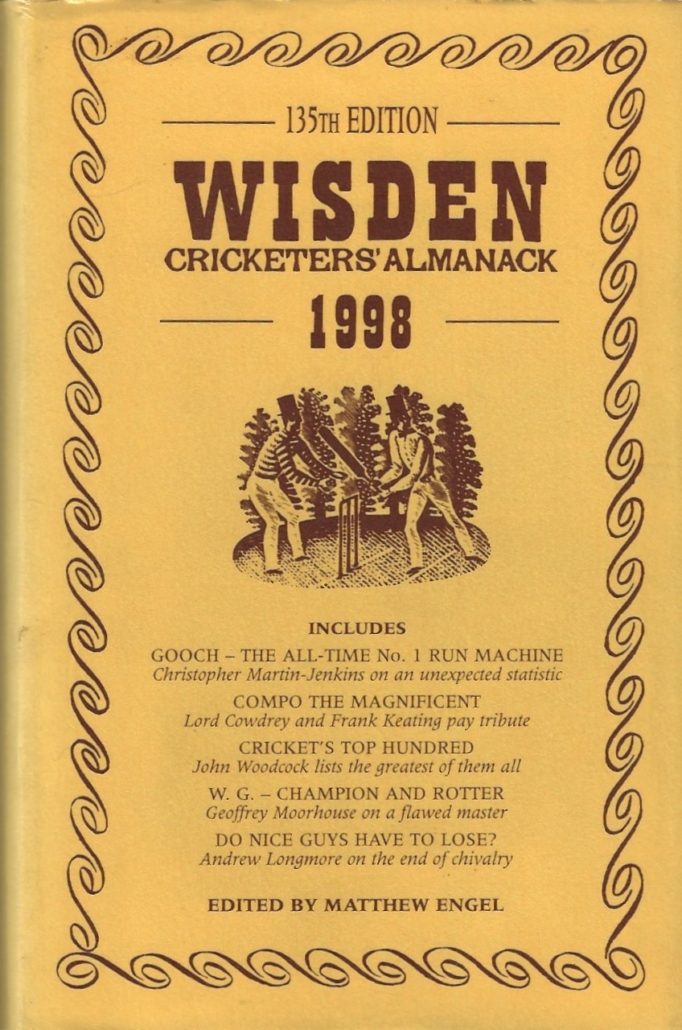 135TH EDITION
WISDEN
CRICKETERS' ALMANACK
1998
INCLUDES
GOOCH – THE ALL-TIME No. 1 RUN MACHINE
Christopher Martin-Jenkins on an unexpected statistic
COMPO THE MAGNIFICENT
Lord Cowdrey and Frank Keating pay tribute
CRICKET'S TOP HUNDRED
John Woodcock lists the greatest of them all
W. G. – CHAMPION AND ROTTER
Geoffrey Moorhouse on a flawed master
DO NICE GUYS HAVE TO LOSE?
Andrew Longmore on the end of chivalry
EDITED BY MATTHEW ENGEL